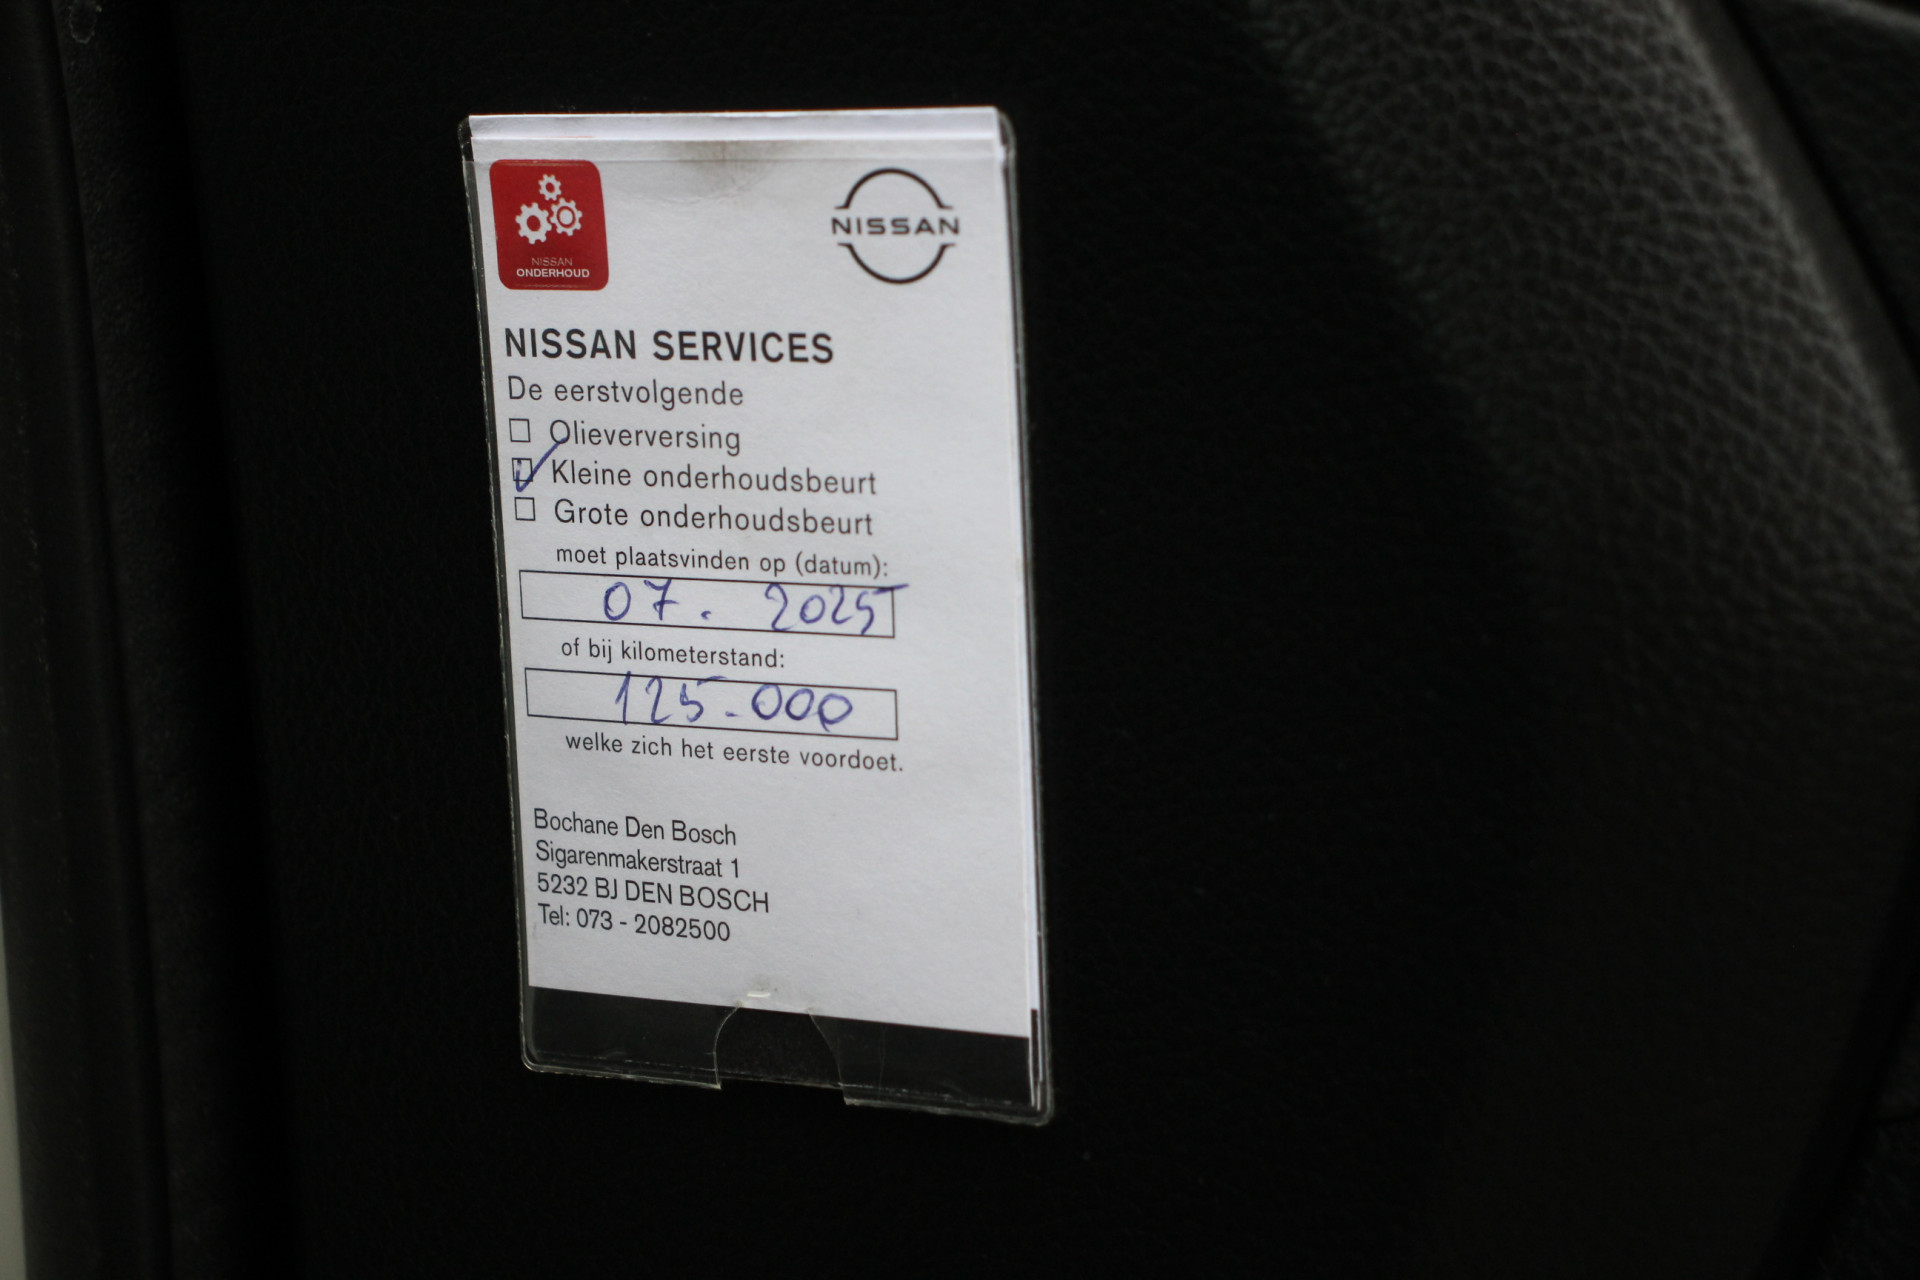 NISSAN
ONDERHOUD
NISSAN
NISSAN SERVICES
De eerstvolgende
Olieverversing
Kleine onderhoudsbeurt
Grote onderhoudsbeurt
moet plaatsvinden op (datum):
07. 2025
of bij kilometerstand:
125.000
welke zich het eerste voordoet.
Bochane Den Bosch
Sigarenmakerstraat 1
5232 BJ DEN BOSCH
Tel: 073 - 2082500